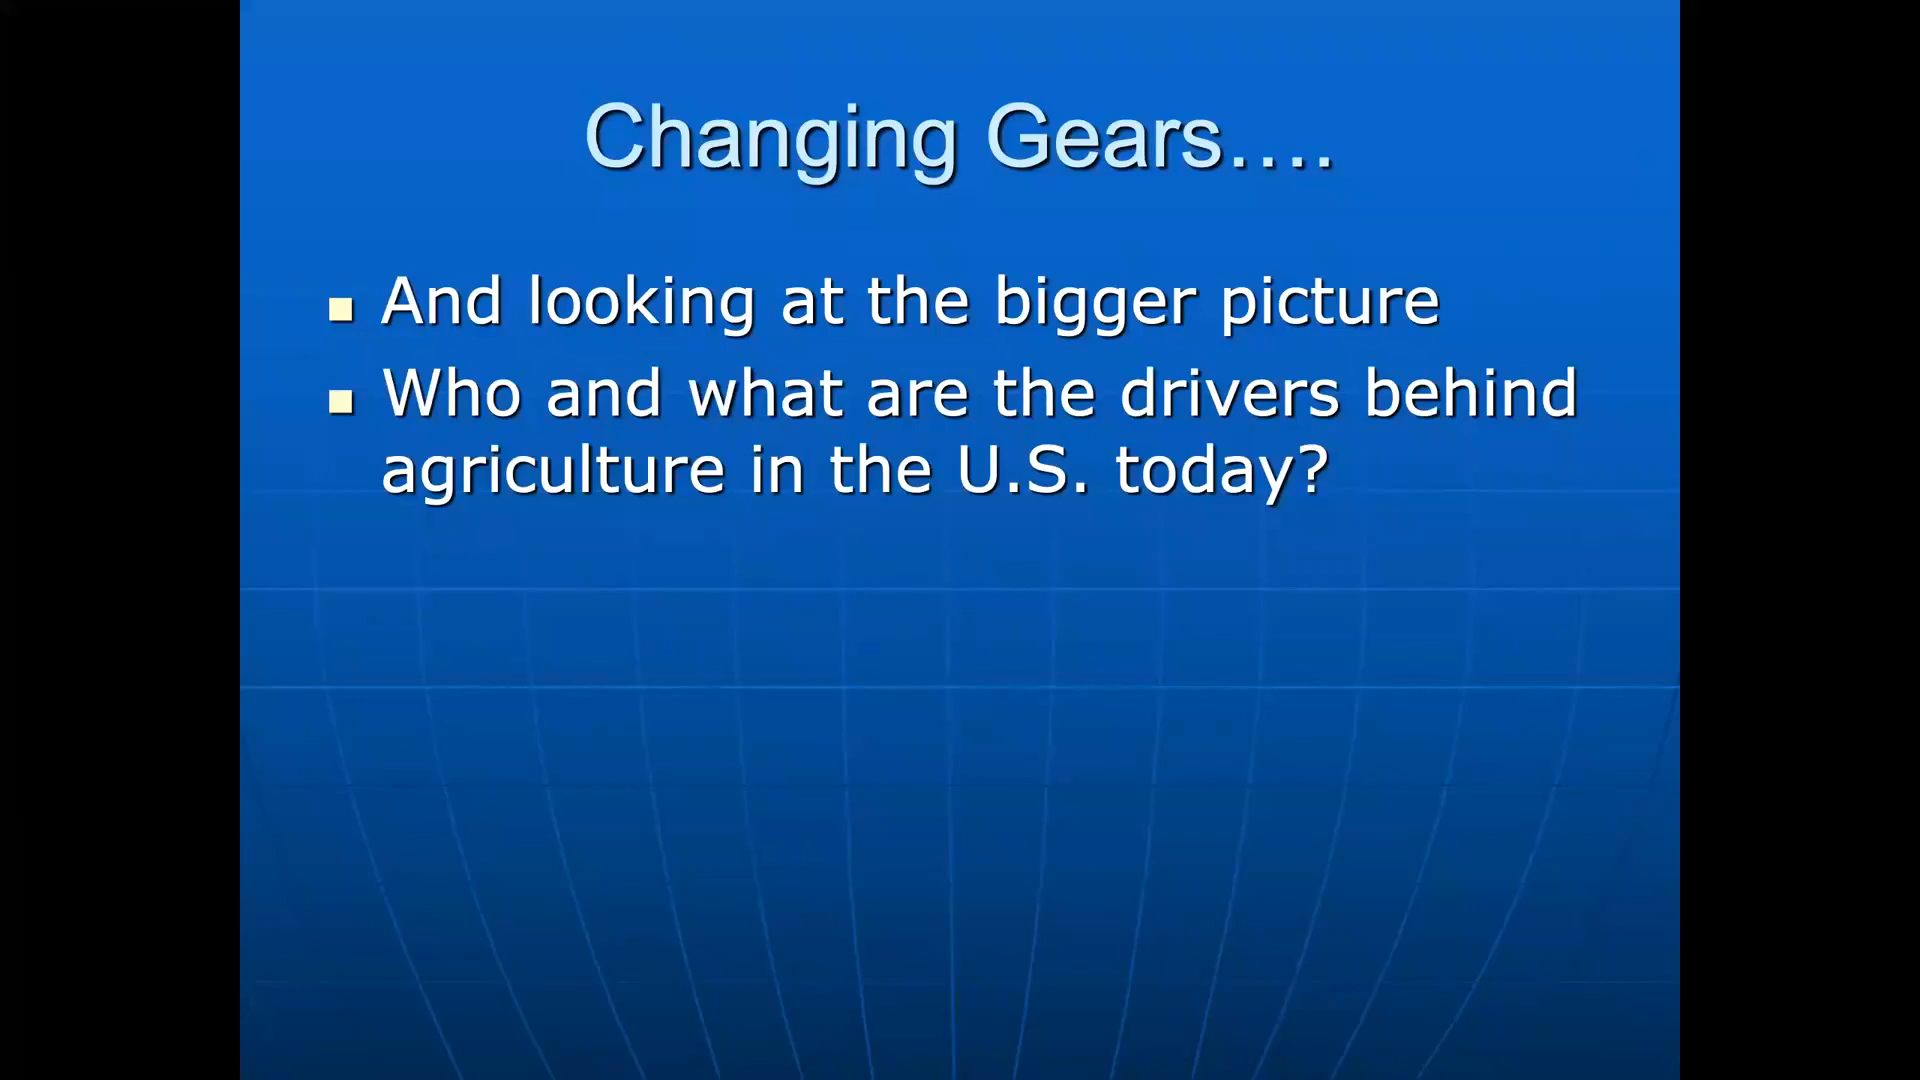 Changing Gears....
And looking at the bigger picture
Who and what are the drivers behind
agriculture in the U.S. today?